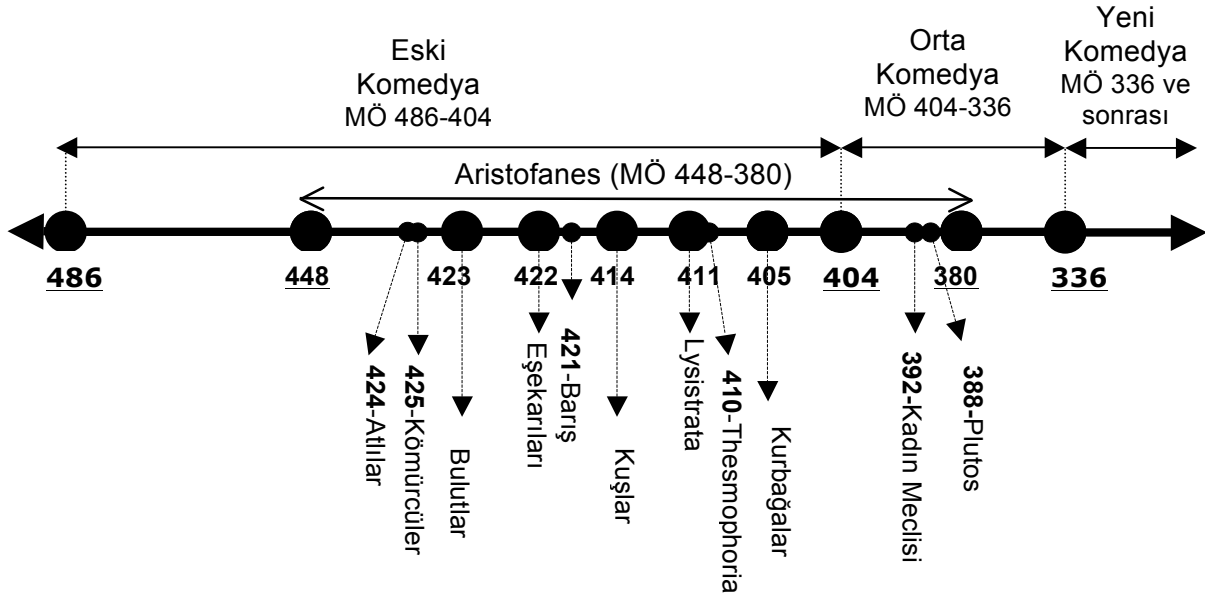 Eski
Komedya
MÖ 486-404
Orta
Komedya
MÖ 404-336
Yeni
Komedya
MÖ 336 ve
sonrası
Aristofanes (MÖ 448-380)
486
448
423
422
414
411
405
404
380
336
424-Atlılar
425-Kömürcüler
Bulutlar
Eşekarıları
421-Barış
Kuşlar
Lysistrata
410-Thesmophoria
Kurbağalar
392-Kadın Meclisi
388-Plutos